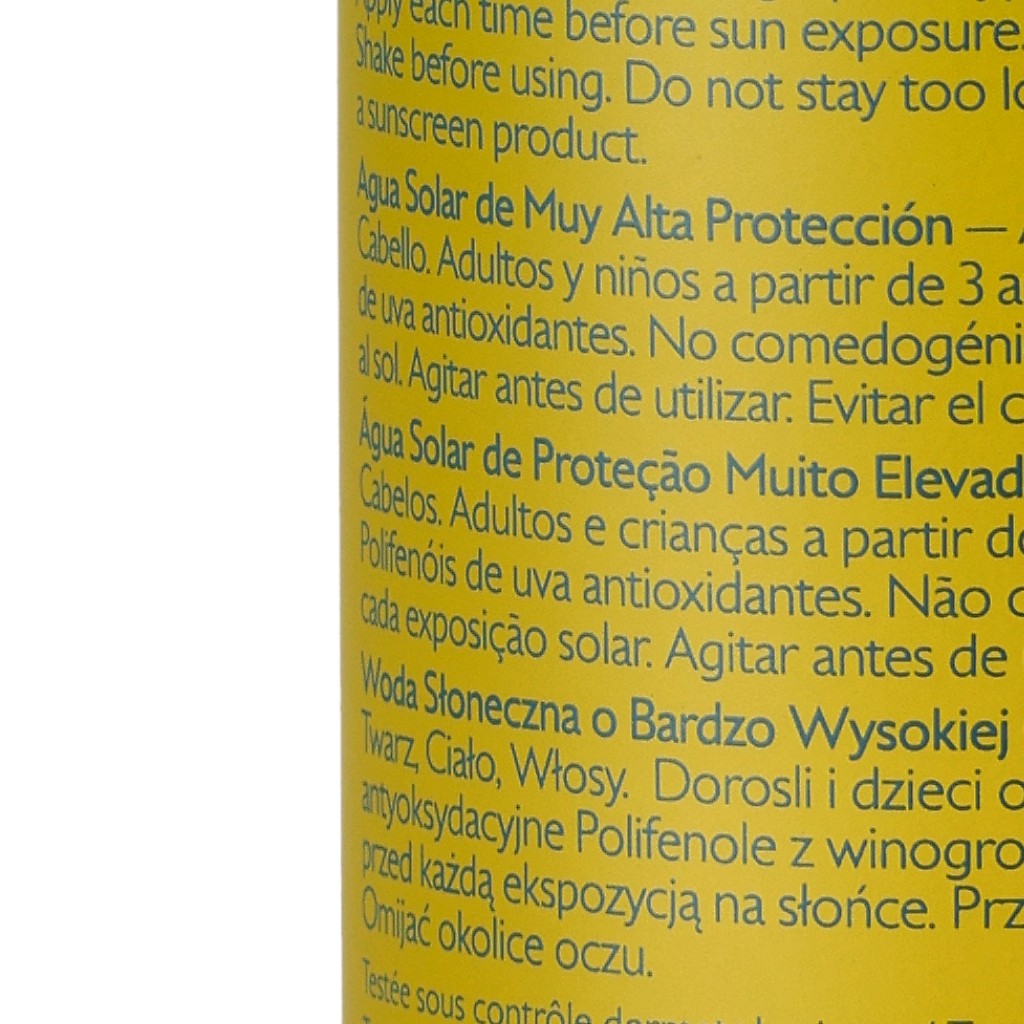 Apply each time before sun exposure.
Shake before using. Do not stay too
a sunscreen product.
Agua Solar de Muy Alta Protección —
Cabello. Adultos y niños a partir de 3 a
de uva antioxidantes. No comedogéni
al sol. Agitar antes de utilizar. Evitar el c
Água Solar de Proteção Muito Elevad
Cabelos. Adultos e crianças a partir do
Polifenóis de uva antioxidantes. Não c
cada exposição solar. Agitar antes de
Woda Słoneczna o Bardzo Wysokiej
Twarz, Ciało, Włosy. Dorosli i dzieci o
antyoksydacyjne Polifenole z winogro
przed każdą ekspozycją na słońce. Prz
Omijać okolice oczu.
Testée sous contrôle